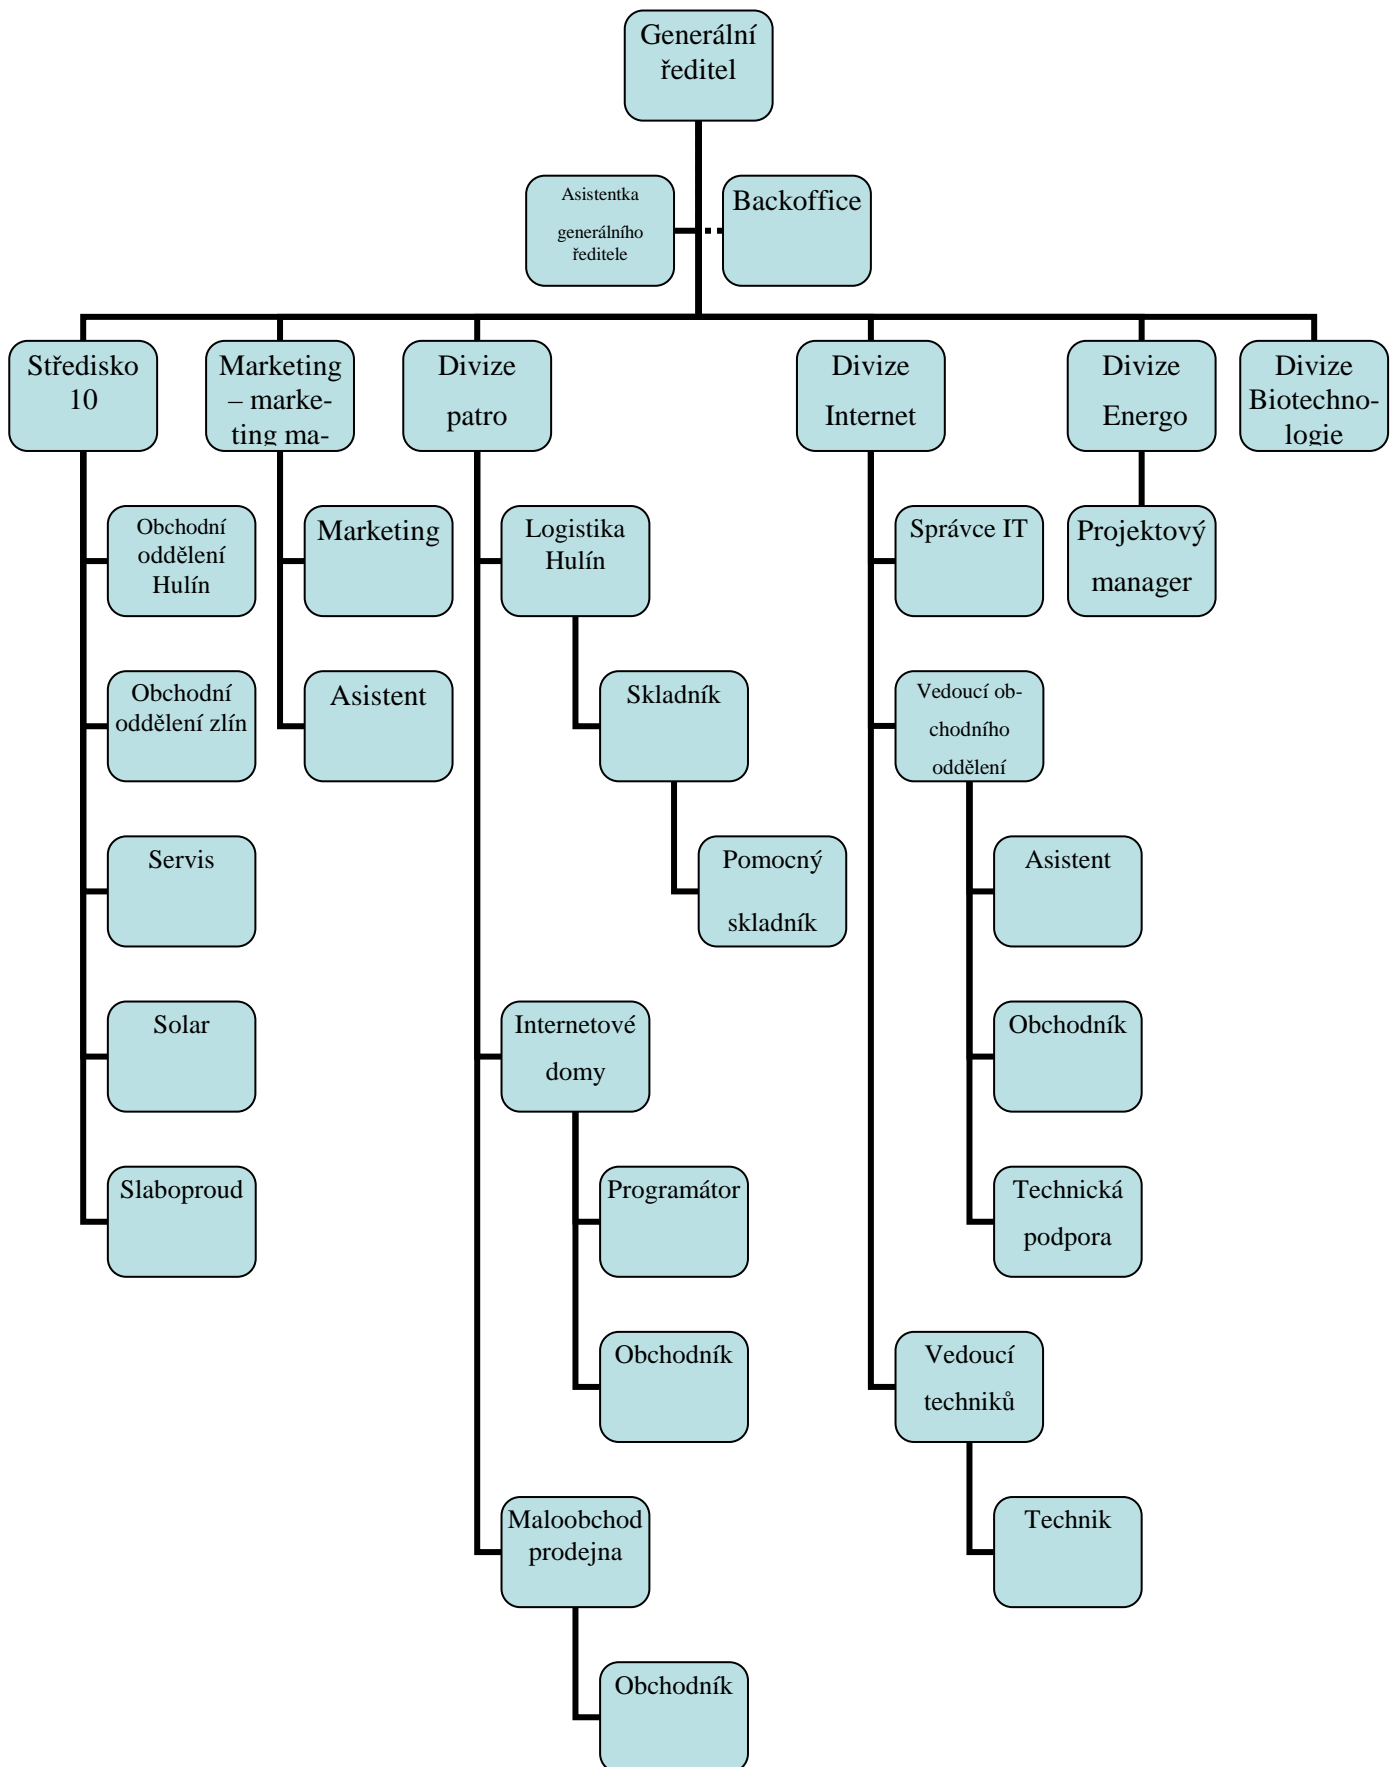 Generální
ředitel
Asistentka
generálního
ředitele
Backoffice
Středisko
10
Marketing
– marke-
ting ma-
Divize
patro
Divize
Internet
Divize
Energo
Divize
Biotechno-
logie
Obchodní
oddělení
Hulín
Marketing
Logistika
Hulín
Správce IT
Projektový
manager
Obchodní
oddělení zlín
Asistent
Skladník
Vedoucí ob-
chodního
oddělení
Servis
Pomocný
skladník
Asistent
Solar
Internetové
domy
Obchodník
Slaboproud
Programátor
Technická
podpora
Obchodník
Vedoucí
techniků
Maloobchod
prodejna
Technik
Obchodník